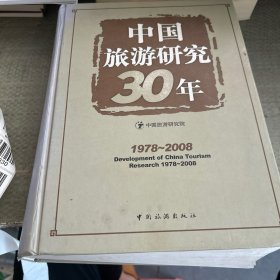 中国
旅游研究
30年
中国旅游研究院
1978~2008
Development of China Tourism
Research 1978~2008
中国旅游出版社